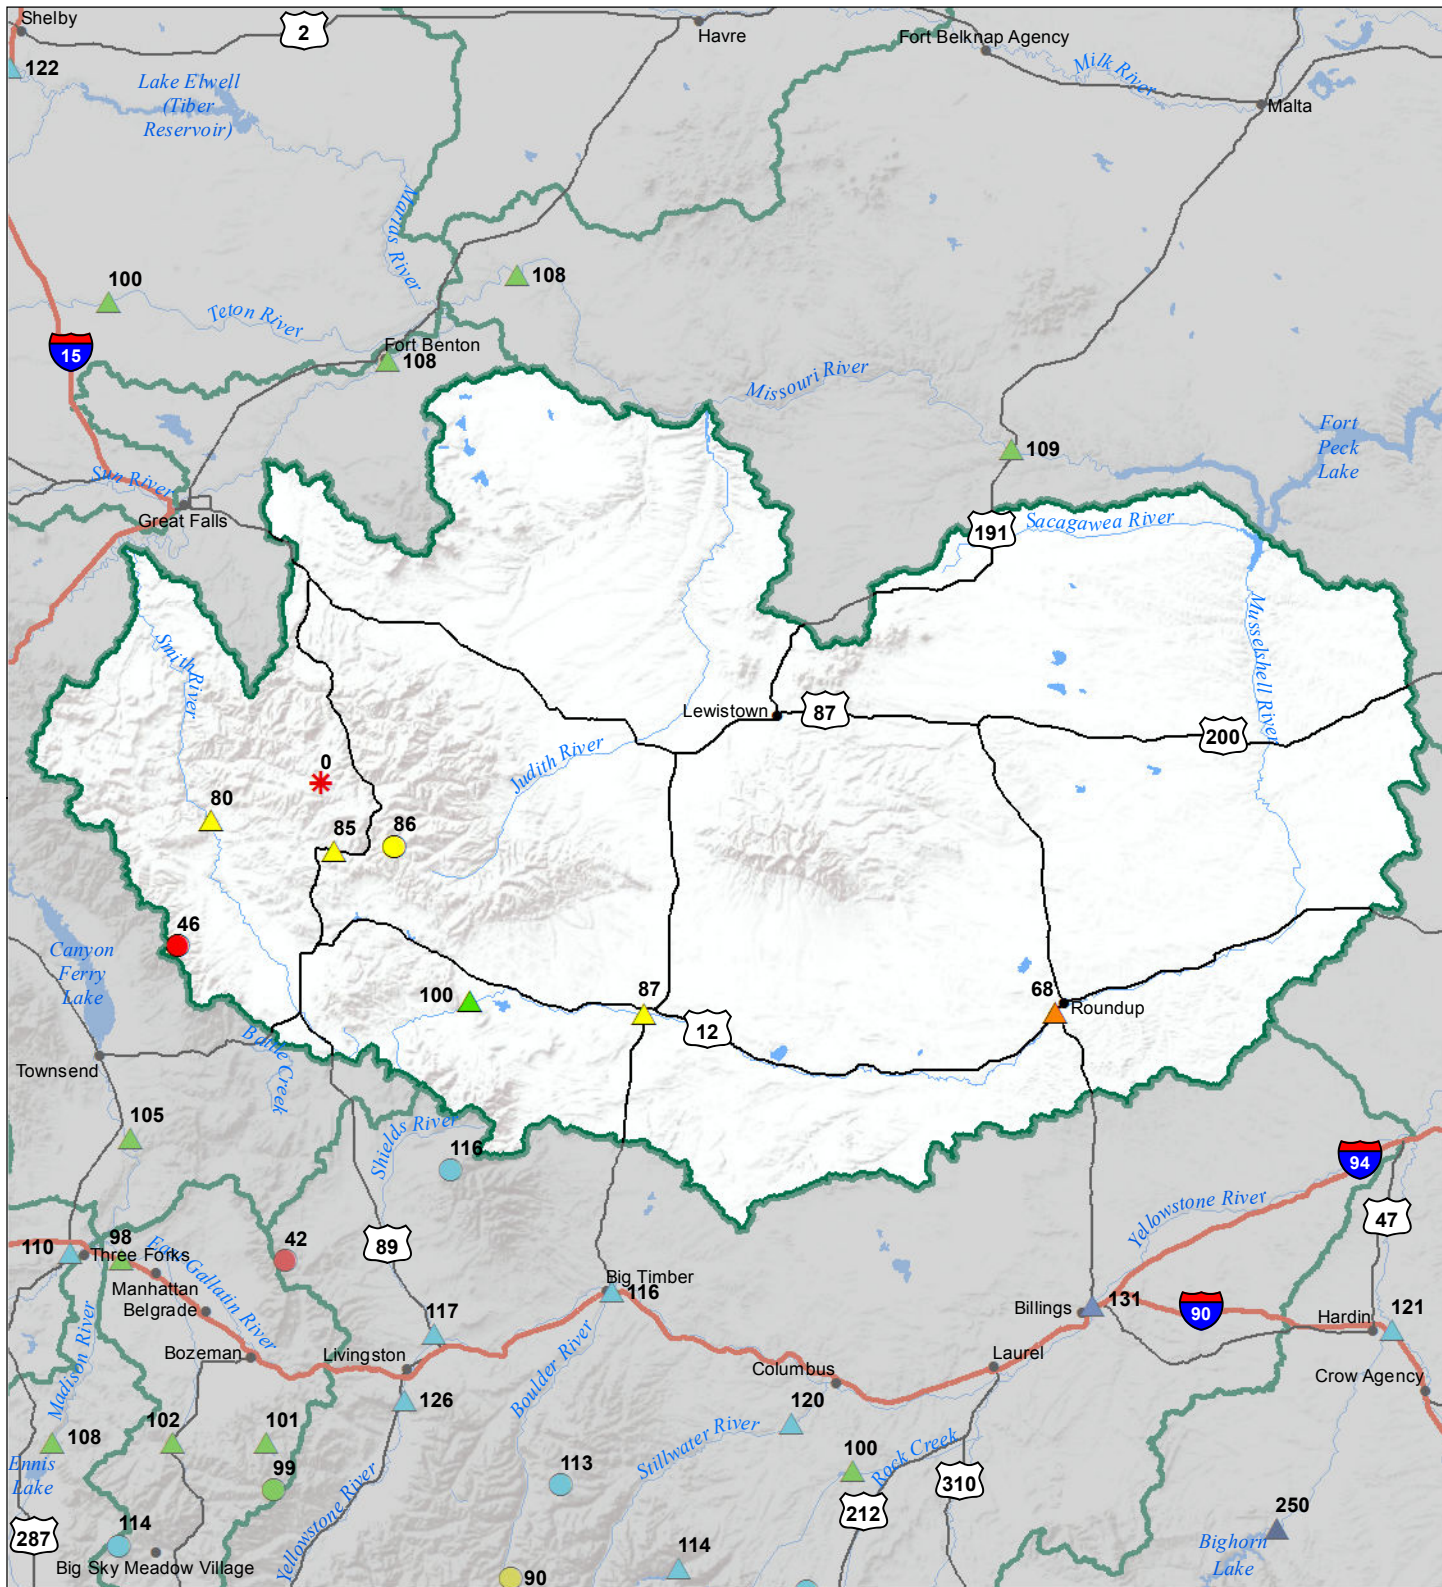 Shelby
2
Havre
Fort Belknap Agency
Milk River
122
Lake Elwell
(Tiber
Reservoir)
Malta
Marias River
100
108
Teton River
15
Fort Benton
108
Missouri River
Fort
Peck
Lake
109
Sun River
Great Falls
191
Sacagawea River
Smith River
Musselshell River
Lewistown
87
200
Judith River
0
80
85
86
46
Canyon
Ferry
Lake
100
87
68
Roundup
12
Battle Creek
Townsend
105
Shields River
116
94
Yellowstone River
47
98
42
89
110
Three Forks
East Gallatin River
Manhattan
Belgrade
Big Timber
116
Billings
131
90
Hardin
121
117
Madison River
Bozeman
Livingston
Boulder River
Columbus
Laurel
Crow Agency
126
120
108
102
101
Stillwater River
100
Rock Creek
Ennis
Lake
99
113
310
Yellowstone River
212
287
114
250
Big Sky Meadow Village
Bighorn
Lake
114
90